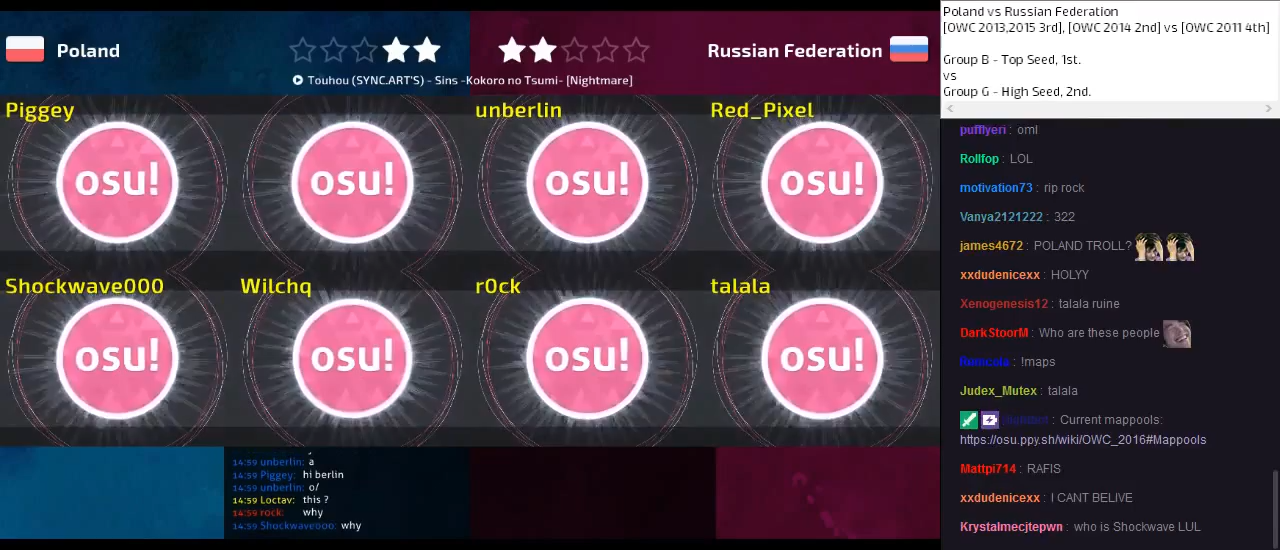 Poland
Russian Federation
Touhou (SYNC.ART'S) - Sins -Kokoro no Tsumi- [Nightmare]
Piggey
unberlin
Red_Pixel
osu!
osu!
osu!
osu!
Shockwave000
Wilchq
r0ck
talala
osu!
osu!
osu!
osu!
14:59 unberlin: a
14:59 Piggey: hi berlin
14:59 unberlin: o/
14:59 Loctav: this ?
14:59 rock: why
14:59 Shockwave000: why
Poland vs Russian Federation
[OWC 2013,2015 3rd], [OWC 2014 2nd] vs [OWC 2011 4th]
Group B - Top Seed, 1st.
vs
Group G - High Seed, 2nd.
pufflyeri : oml
Rollfop : LOL
motivation73 : rip rock
Vanya2121222 : 322
james4672 : POLAND TROLL?
xxdudenicexx : HOLYY
Xenogenesis12 : talala ruine
DarkStoorM : Who are these people
: !maps
Judex_Mutex : talala
: Current mappools:
https://osu.ppy.sh/wiki/OWC_2016#Mappools
Mattpi714 : RAFIS
xxdudenicexx : I CANT BELIVE
Krystalmecjtepwn : who is Shockwave LUL